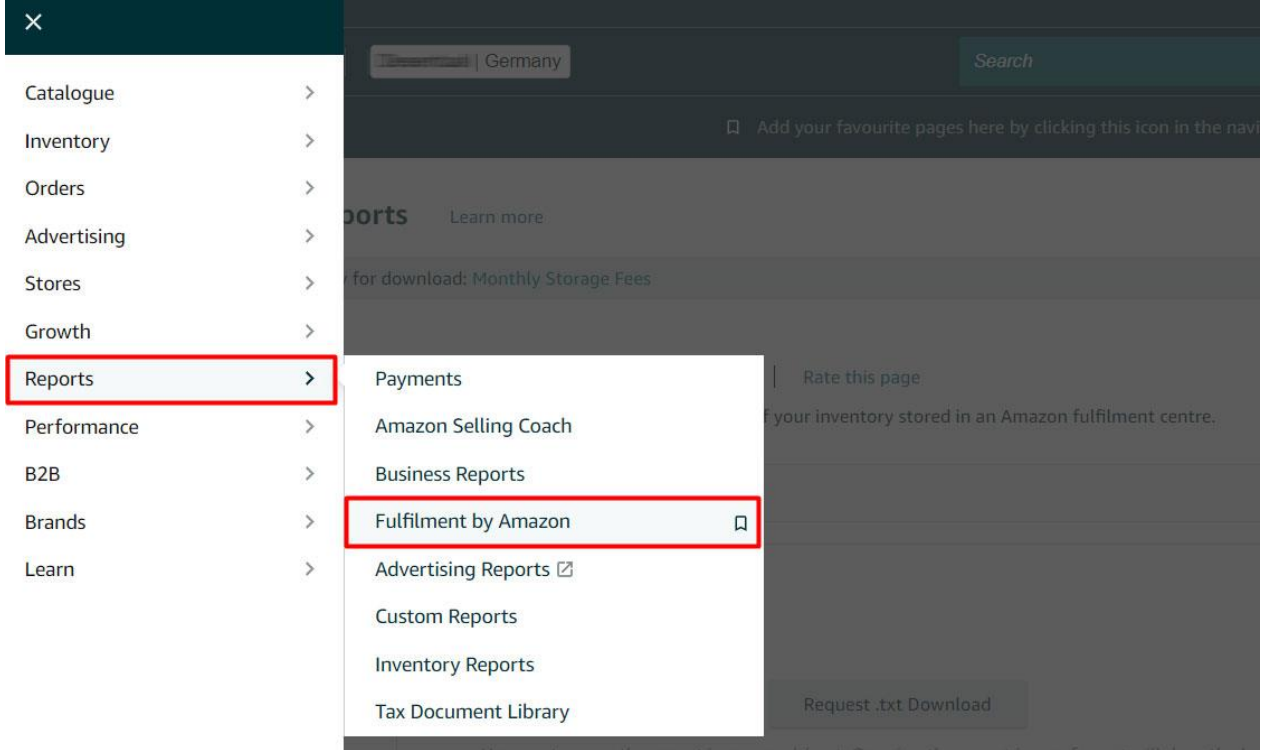 | Germany
Search
Add your favourite pages here by clicking this icon in the navi
Catalogue
Inventory
Orders
Advertising
Stores
Growth
Reports
Performance
B2B
Brands
Learn
ports Learn more
for download: Monthly Storage Fees
Payments
Amazon Selling Coach
Business Reports
Fulfilment by Amazon
Advertising Reports
Custom Reports
Inventory Reports
Tax Document Library
| Rate this page
f your inventory stored in an Amazon fulfilment centre.
Request .txt Download